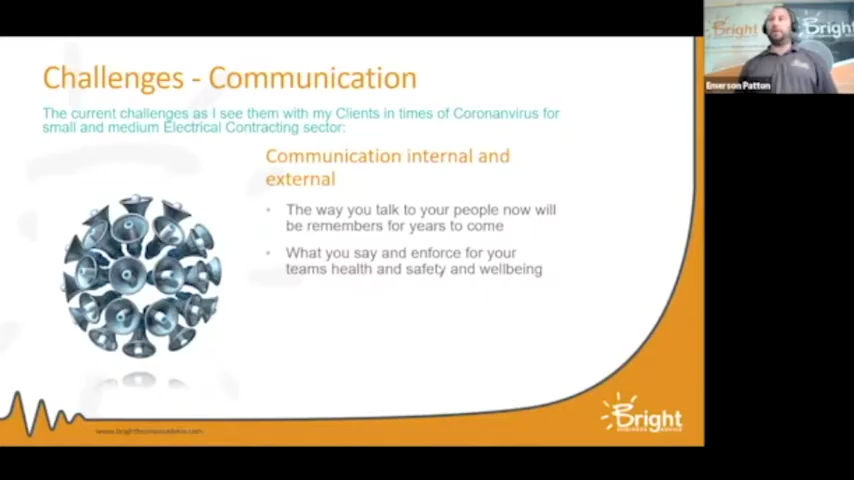 Challenges - Communication
The current challenges as I see them with my Clients in times of Coronanvirus for
small and medium Electrical Contracting sector:
Communication internal and
external
• The way you talk to your people now will
be remembers for years to come
• What you say and enforce for your
teams health and safety and wellbeing
Bright
BUSINESS ADVICE
Bright
Bright
Emerson Patton